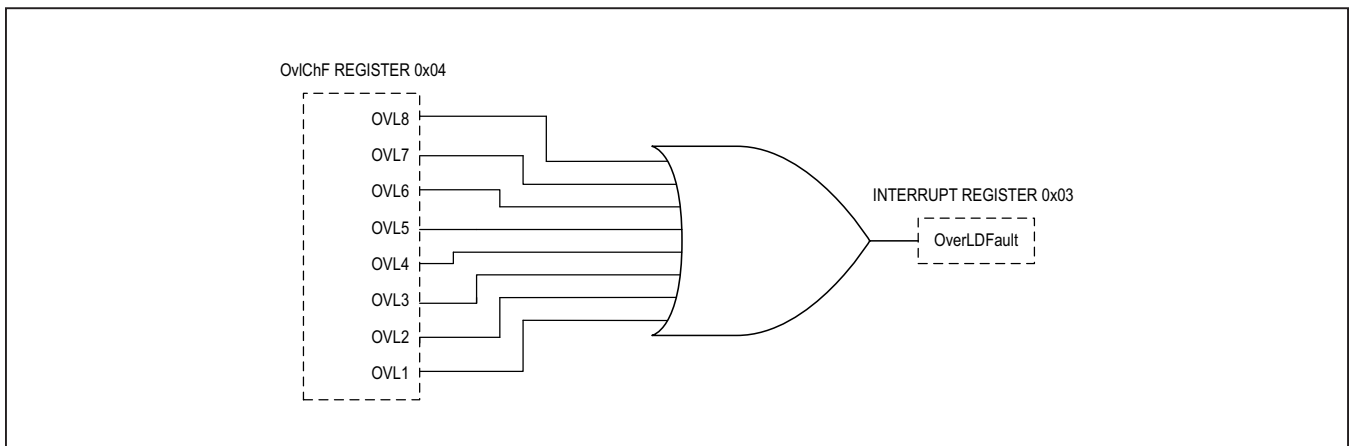 OvlChF REGISTER 0x04
OVL8
OVL7
OVL6
OVL5
OVL4
OVL3
OVL2
OVL1
INTERRUPT REGISTER 0x03
OverLDFault